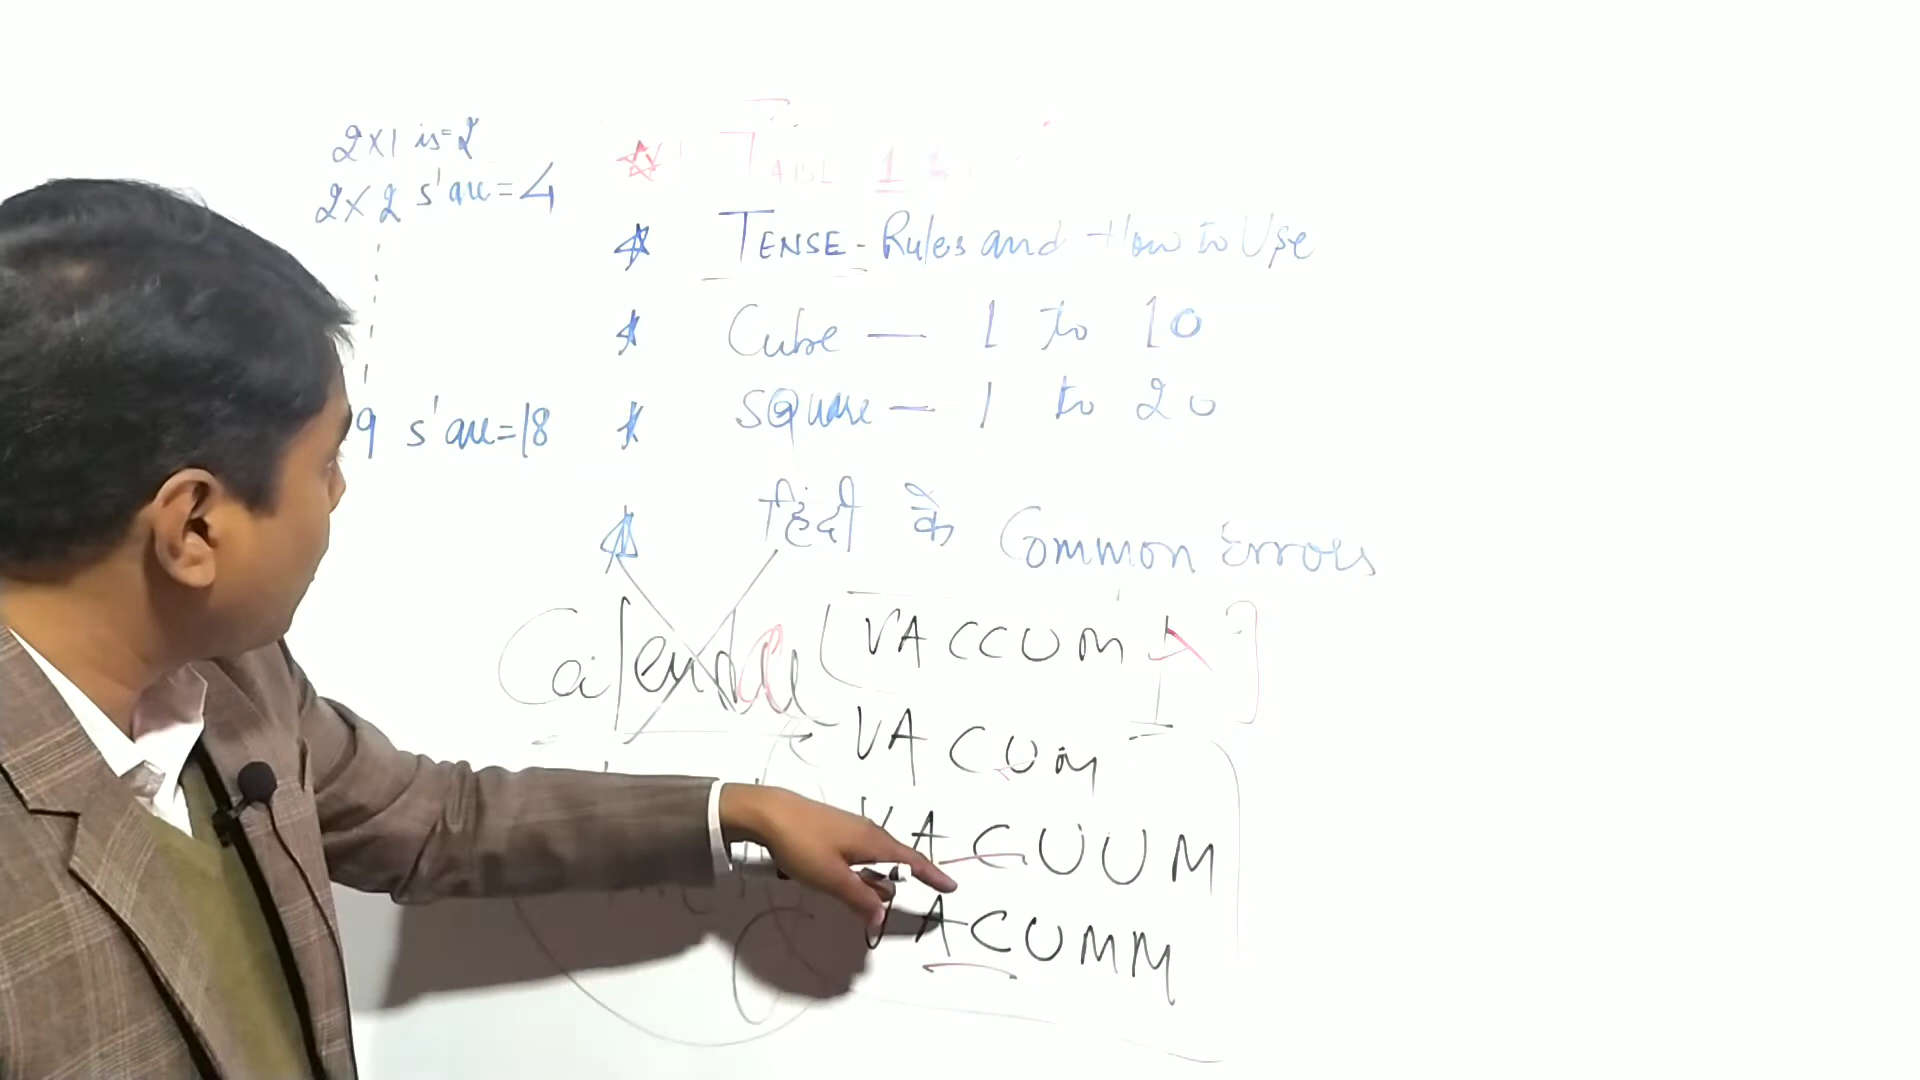 2x1 is=2
2x2 s'are=4
9 s'are=18
TENSE - Rules and How to Use
Cube — 1 to 10
SQuare — 1 to 20
हिंदी के Common Errors
Calendar
VACCUM
VACUM
VACUUM
VACUMM